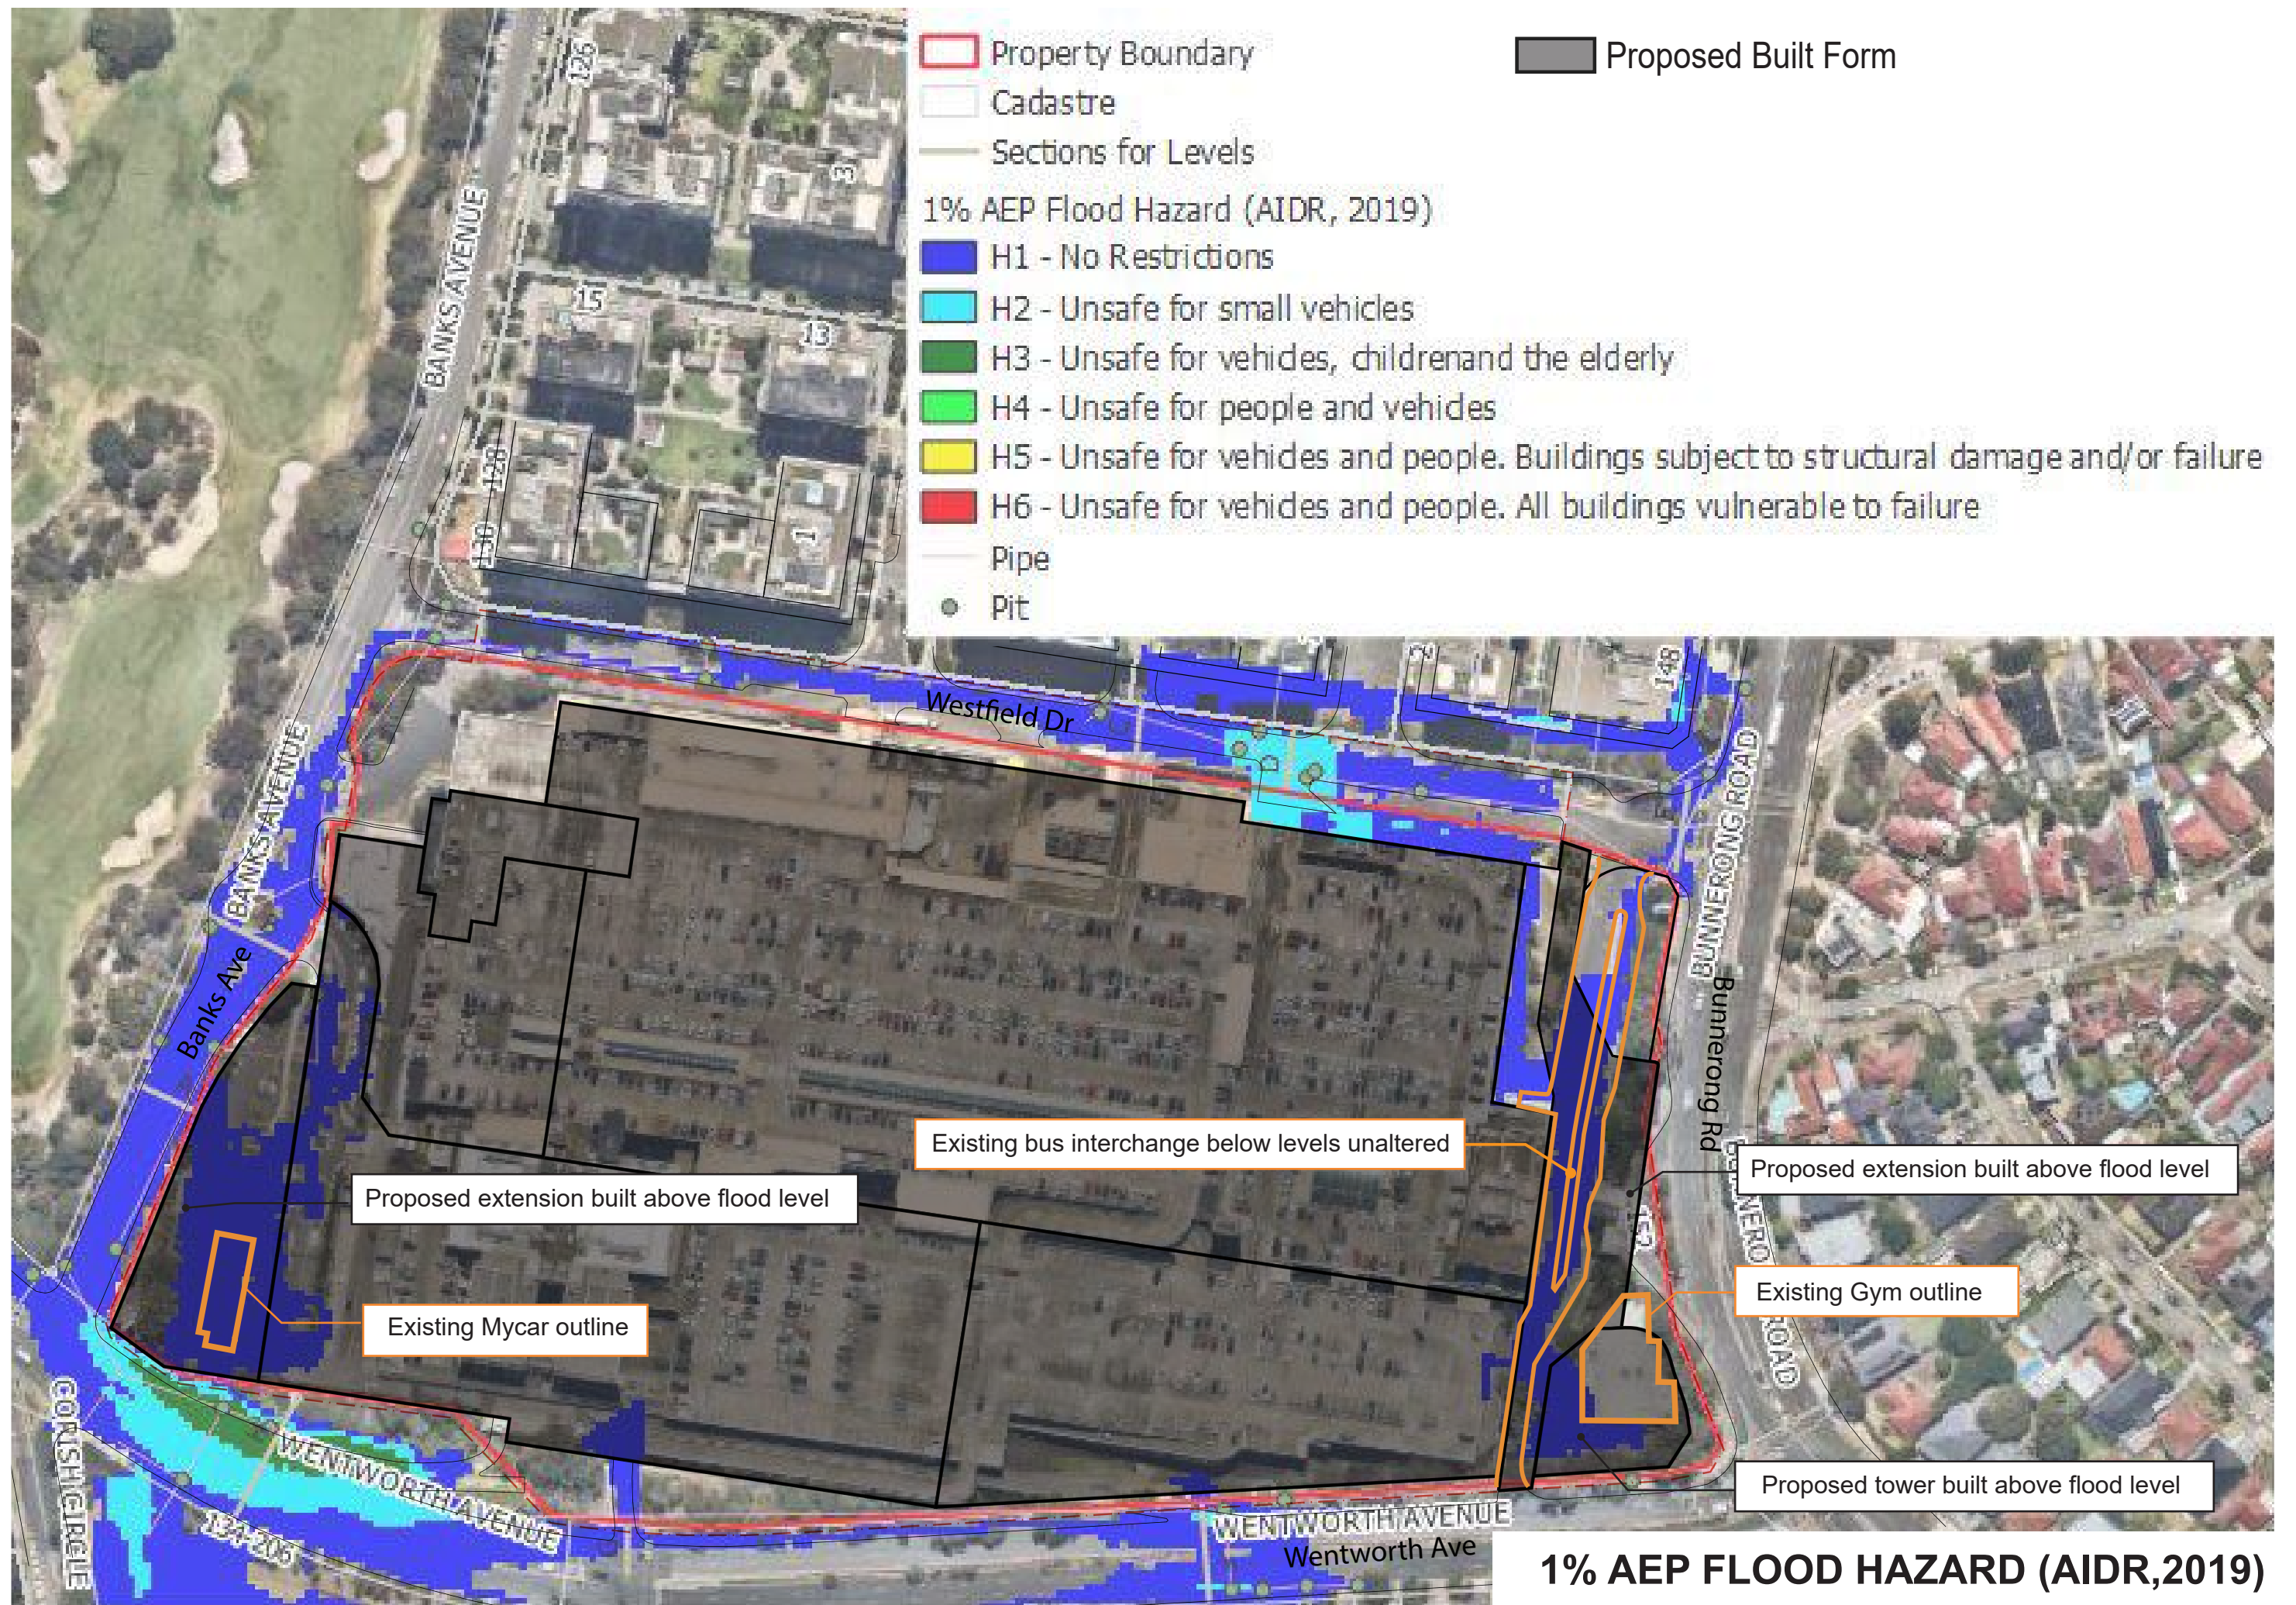 Property Boundary
Proposed Built Form
Cadastre
Sections for Levels
1% AEP Flood Hazard (AIDR, 2019)
H1 - No Restrictions
H2 - Unsafe for small vehicles
H3 - Unsafe for vehicles, childrenand the elderly
H4 - Unsafe for people and vehicles
H5 - Unsafe for vehicles and people. Buildings subject to structural damage and/or failure
H6 - Unsafe for vehicles and people. All buildings vulnerable to failure
Pipe
Pit
126
3
BANKS AVENUE
15
13
128
130
1
2
148
Westfield Dr
BANKS AVENUE
BUNNERONG ROAD
Banks Ave
Bunnerong Rd
Existing bus interchange below levels unaltered
Proposed extension built above flood level
Proposed extension built above flood level
Existing Gym outline
Existing Mycar outline
ROAD
CORISH CIRCLE
WENTWORTH AVENUE
Proposed tower built above flood level
WENTWORTH AVENUE
Wentworth Ave
1% AEP FLOOD HAZARD (AIDR,2019)